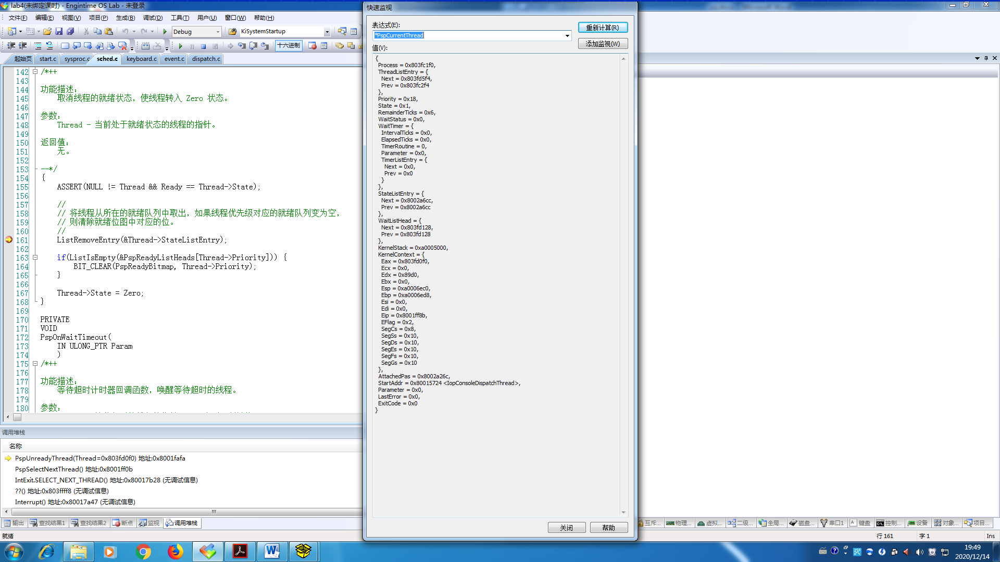 lab4(未绑定课时) - Engintime OS Lab - 未登录
文件(F) 编辑(E) 视图(V) 项目(P) 生成(B) 调试(D) 工具(T) 用户(U) 窗口(W) 帮助(H)
Debug KiSystemStartup
十六进制
起始页 start.c sysproc.c sched.c keyboard.c event.c dispatch.c
142 /*++
143
144 功能描述:
145 取消线程的就绪状态，使线程转入 Zero 状态。
146
147 参数:
148 Thread - 当前处于就绪状态的线程的指针。
149
150 返回值:
151 无。
152
153 --*/
154 {
155 ASSERT(NULL != Thread && Ready == Thread->State);
156
157 //
158 // 将线程从所在的就绪队列中取出，如果线程优先级对应的就绪队列变为空，
159 // 则清除就绪位图中对应的位。
160 //
161 ListRemoveEntry(&Thread->StateListEntry);
162
163 if(ListIsEmpty(&PspReadyListHeads[Thread->Priority])) {
164 BIT_CLEAR(PspReadyBitmap, Thread->Priority);
165 }
166
167 Thread->State = Zero;
168 }
169
170 PRIVATE
171 VOID
172 PspOnWaitTimeout(
173 IN ULONG_PTR Param
174 )
175 /*++
176
177 功能描述:
178 等待超时计时器回调函数，唤醒等待超时的线程。
179
180 参数:
调用堆栈
名称
PspUnreadyThread(Thread=0x803fd0f0) 地址:0x8001fafa
PspSelectNextThread() 地址:0x8001ff0b
IntExit.SELECT_NEXT_THREAD() 地址:0x80017b28 (无调试信息)
??() 地址:0x803ffff8 (无调试信息)
Interrupt() 地址:0x80017a47 (无调试信息)
输出 查找结果1 查找结果2 断点 监视 调用堆栈
就绪
快速监视
表达式(E):
*PspCurrentThread
重新计算(R)
添加监视(W)
值(V):
{
Process = 0x803fc1f0,
ThreadListEntry = {
Next = 0x803fd5f4,
Prev = 0x803fc2f4
},
Priority = 0x18,
State = 0x1,
RemainderTicks = 0x6,
WaitStatus = 0x0,
WaitTimer = {
IntervalTicks = 0x0,
ElapsedTicks = 0x0,
TimerRoutine = 0,
Parameter = 0x0,
TimerListEntry = {
Next = 0x0,
Prev = 0x0
}
},
StateListEntry = {
Next = 0x8002a6cc,
Prev = 0x8002a6cc
},
WaitListHead = {
Next = 0x803fd128,
Prev = 0x803fd128
},
KernelStack = 0xa0005000,
KernelContext = {
Eax = 0x803fd0f0,
Ecx = 0x0,
Edx = 0x89d0,
Ebx = 0x0,
Esp = 0xa0006ec0,
Ebp = 0xa0006ed8,
Esi = 0x0,
Edi = 0x0,
Eip = 0x8001ff8b,
EFlag = 0x2,
SegCs = 0x8,
SegSs = 0x10,
SegDs = 0x10,
SegEs = 0x10,
SegFs = 0x10,
SegGs = 0x10
},
AttachedPas = 0x8002a26c,
StartAddr = 0x80015724 <IopConsoleDispatchThread>,
Parameter = 0x0,
LastError = 0x0,
ExitCode = 0x0
}
关闭 帮助
互斥... 物理... 虚拟... 二级... 全局... 磁盘... 串口1 键盘 控制... 设备 对象... 项目...
行 161 字 1 Ins
19:49
2020/12/14